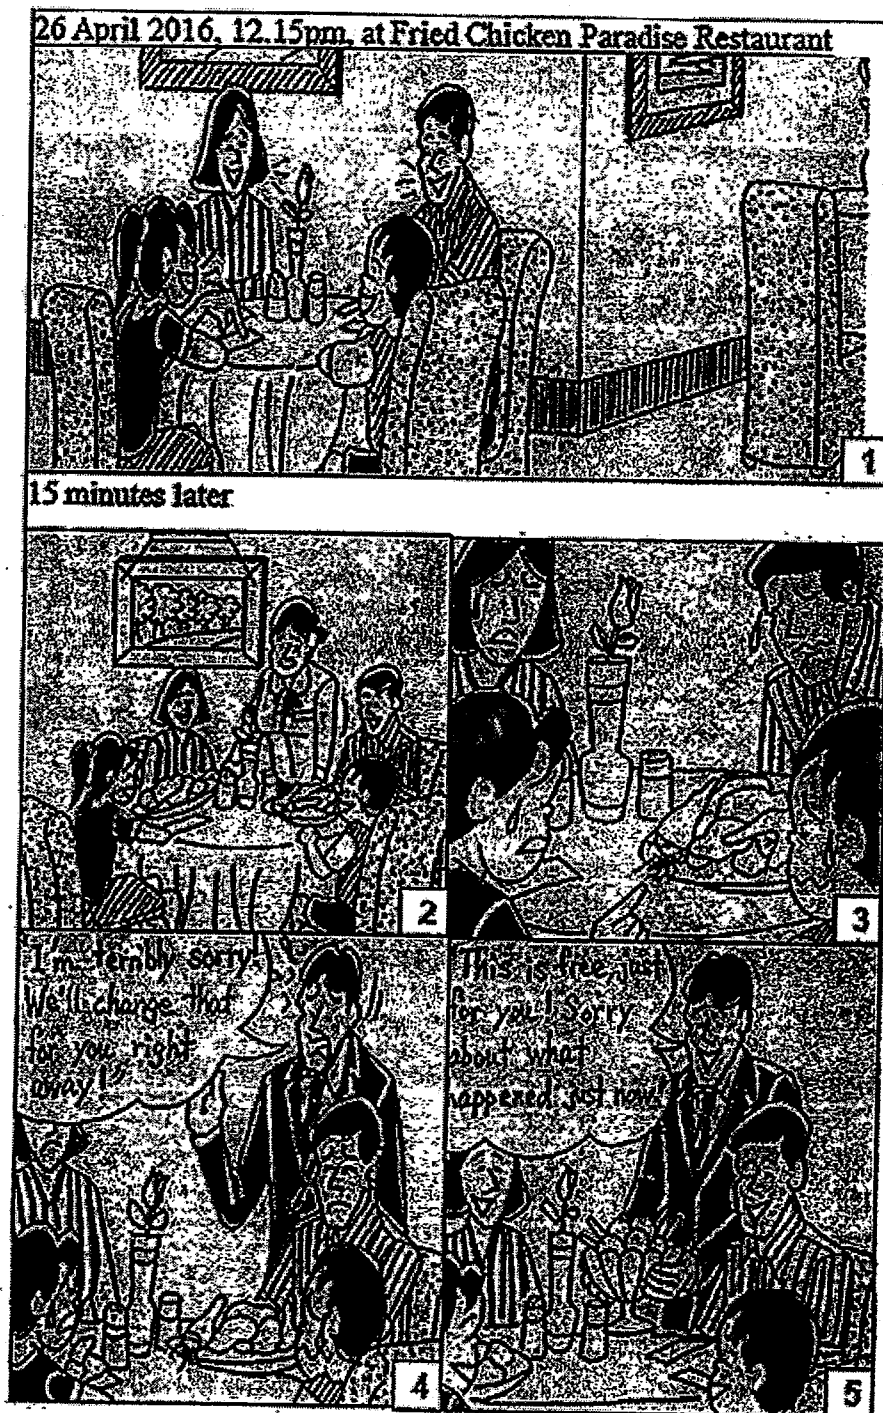 26 April 2016, 12.15pm, at Fried Chicken Paradise Restaurant
1
15 minutes later
2
3
I'm terribly sorry!
We'll change that
for you right
away!"
4
This is free, just
for you! Sorry
about what
happened just now!
5